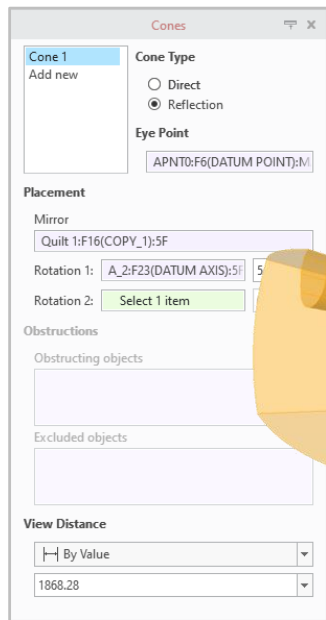 Cones
Cone 1
Add new
Cone Type
Direct
Reflection
Eye Point
APNT0:F6(DATUM POINT):M
Placement
Mirror
Quilt 1:F16(COPY_1):5F
Rotation 1: A_2:F23(DATUM AXIS):5F 5
Rotation 2: Select 1 item
Obstructions
Obstructing objects
Excluded objects
View Distance
By Value
1868.28